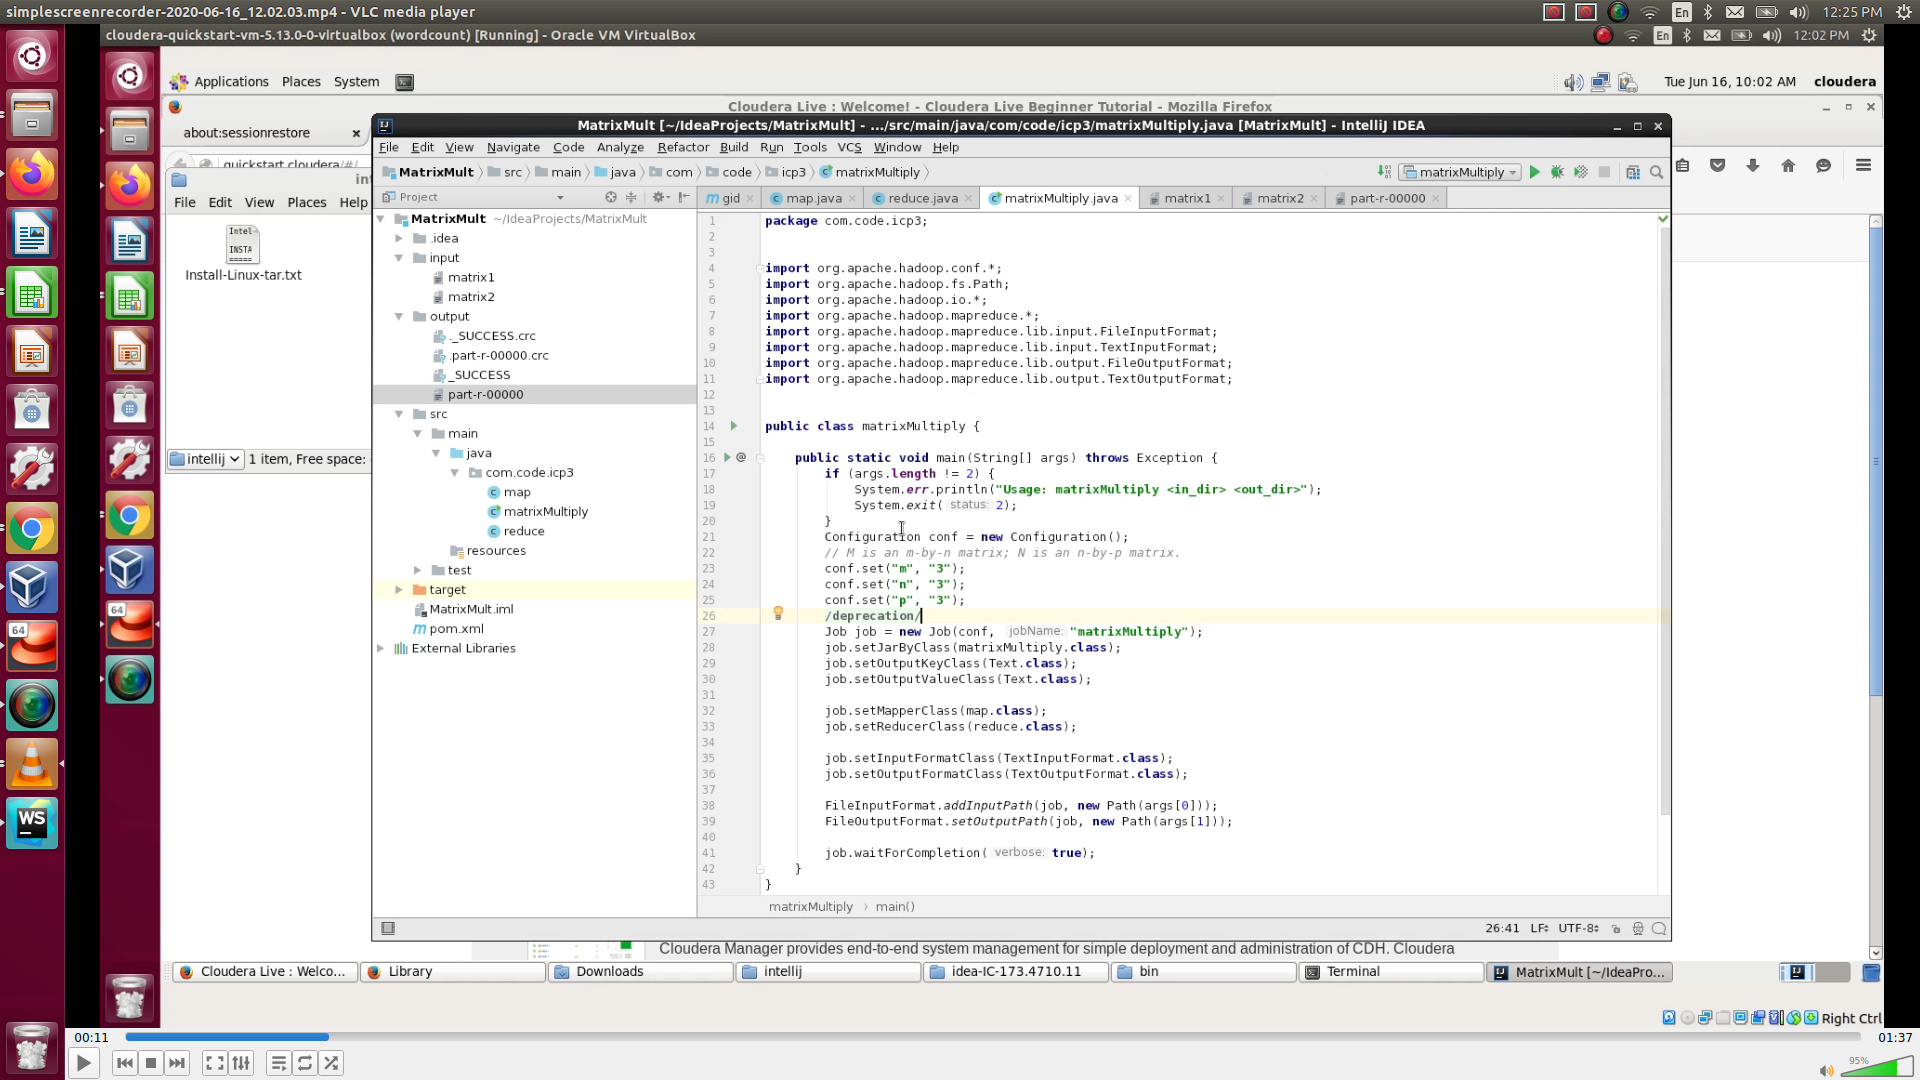 simplescreenrecorder-2020-06-16_12.02.03.mp4 - VLC media player
En
12:25 PM
cloudera-quickstart-vm-5.13.0-0-virtualbox (wordcount) [Running] - Oracle VM VirtualBox
En
12:02 PM
Applications Places System
Tue Jun 16, 10:02 AM cloudera
Cloudera Live : Welcome! - Cloudera Live Beginner Tutorial - Mozilla Firefox
about:sessionrestore
quickstart.cloudera/#/
File Edit View Places Help
Intel
INSTA
=====
Install-Linux-tar.txt
intellij
1 item, Free space:
MatrixMult [~/IdeaProjects/MatrixMult] - .../src/main/java/com/code/icp3/matrixMultiply.java [MatrixMult] - IntelliJ IDEA
File Edit View Navigate Code Analyze Refactor Build Run Tools VCS Window Help
MatrixMult src main java com code icp3 matrixMultiply
matrixMultiply
Project
gid map.java reduce.java matrixMultiply.java matrix1 matrix2 part-r-00000
MatrixMult ~/IdeaProjects/MatrixMult
.idea
input
matrix1
matrix2
output
._SUCCESS.crc
.part-r-00000.crc
_SUCCESS
part-r-00000
src
main
java
com.code.icp3
map
matrixMultiply
reduce
resources
test
target
MatrixMult.iml
pom.xml
External Libraries
1 package com.code.icp3;
2
3
4 import org.apache.hadoop.conf.*;
5 import org.apache.hadoop.fs.Path;
6 import org.apache.hadoop.io.*;
7 import org.apache.hadoop.mapreduce.*;
8 import org.apache.hadoop.mapreduce.lib.input.FileInputFormat;
9 import org.apache.hadoop.mapreduce.lib.input.TextInputFormat;
10 import org.apache.hadoop.mapreduce.lib.output.FileOutputFormat;
11 import org.apache.hadoop.mapreduce.lib.output.TextOutputFormat;
12
13
14 public class matrixMultiply {
15
16 public static void main(String[] args) throws Exception {
17 if (args.length != 2) {
18 System.err.println("Usage: matrixMultiply <in_dir> <out_dir>");
19 System.exit( status: 2);
20 }
21 Configuration conf = new Configuration();
22 // M is an m-by-n matrix; N is an n-by-p matrix.
23 conf.set("m", "3");
24 conf.set("n", "3");
25 conf.set("p", "3");
26 /deprecation/
27 Job job = new Job(conf, jobName: "matrixMultiply");
28 job.setJarByClass(matrixMultiply.class);
29 job.setOutputKeyClass(Text.class);
30 job.setOutputValueClass(Text.class);
31
32 job.setMapperClass(map.class);
33 job.setReducerClass(reduce.class);
34
35 job.setInputFormatClass(TextInputFormat.class);
36 job.setOutputFormatClass(TextOutputFormat.class);
37
38 FileInputFormat.addInputPath(job, new Path(args[0]));
39 FileOutputFormat.setOutputPath(job, new Path(args[1]));
40
41 job.waitForCompletion( verbose: true);
42 }
43 }
matrixMultiply › main()
26:41 LF÷ UTF-8÷
Cloudera Manager provides end-to-end system management for simple deployment and administration of CDH. Cloudera
Cloudera Live : Welco... Library Downloads intellij idea-IC-173.4710.11 bin Terminal MatrixMult [~/IdeaPro...
Right Ctrl
64
64
WS
00:11
01:37
95%